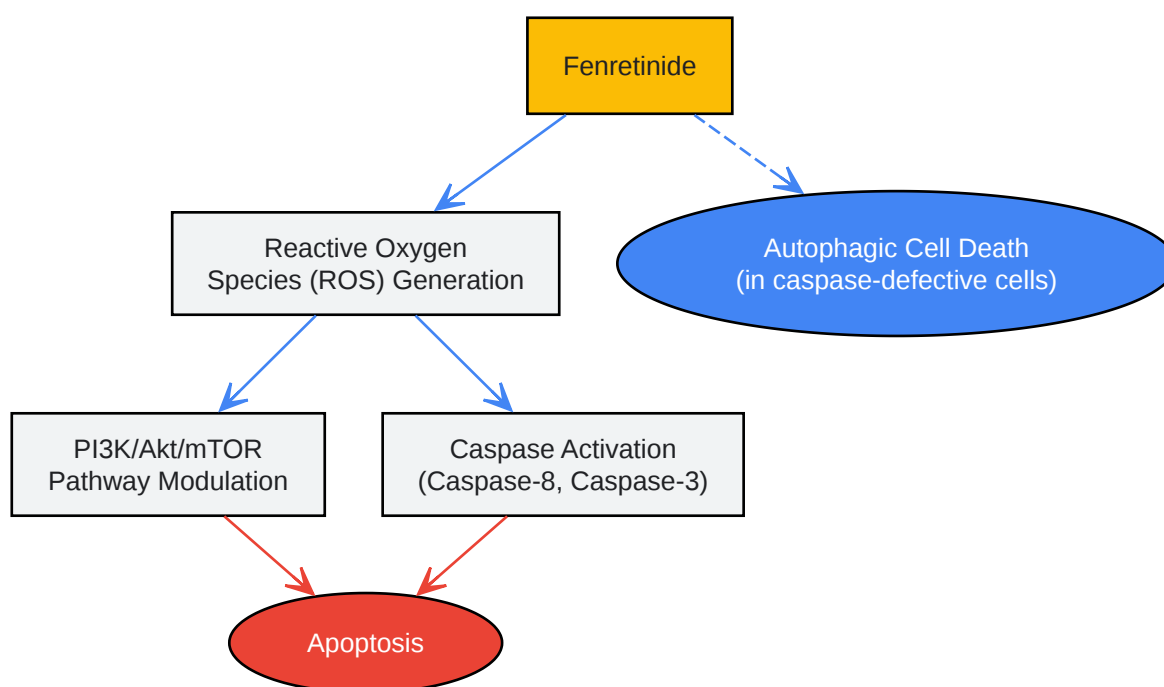 Fenretinide
Reactive Oxygen
Species (ROS) Generation
Autophagic Cell Death
(in caspase-defective cells)
PI3K/Akt/mTOR
Pathway Modulation
Caspase Activation
(Caspase-8, Caspase-3)
Apoptosis